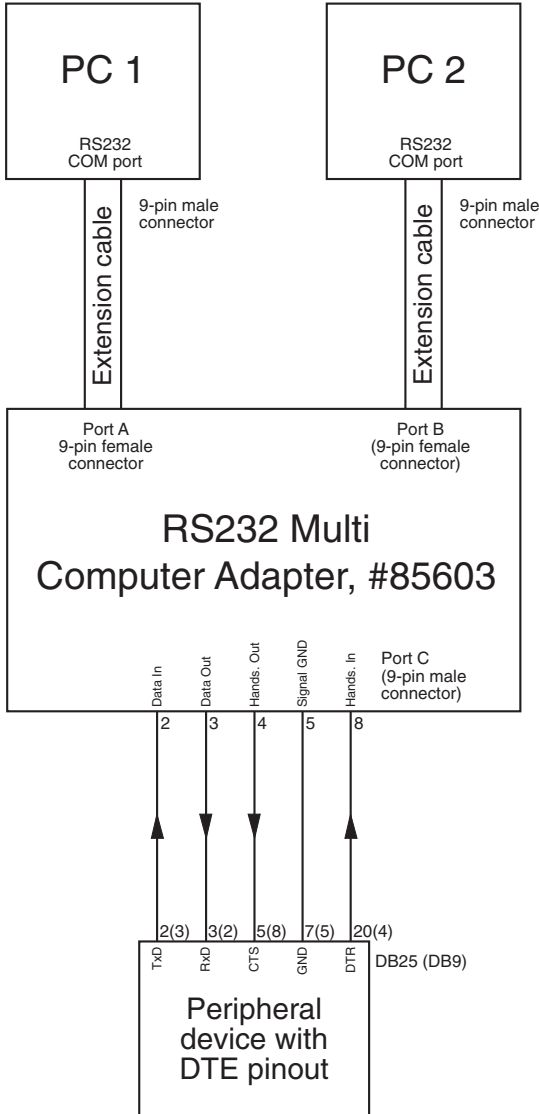 PC 1
RS232
COM port
PC 2
RS232
COM port
9-pin male
connector
9-pin male
connector
Extension cable
Extension cable
Port A
9-pin female
connector
Port B
(9-pin female
connector)
RS232 Multi
Computer Adapter, #85603
Data In
Data Out
Hands. Out
Signal GND
Hands. In
Port C
(9-pin male
connector)
2
3
4
5
8
2(3)
3(2)
5(8)
7(5)
20(4)
TxD
RxD
CTS
GND
DTR
DB25 (DB9)
Peripheral
device with
DTE pinout